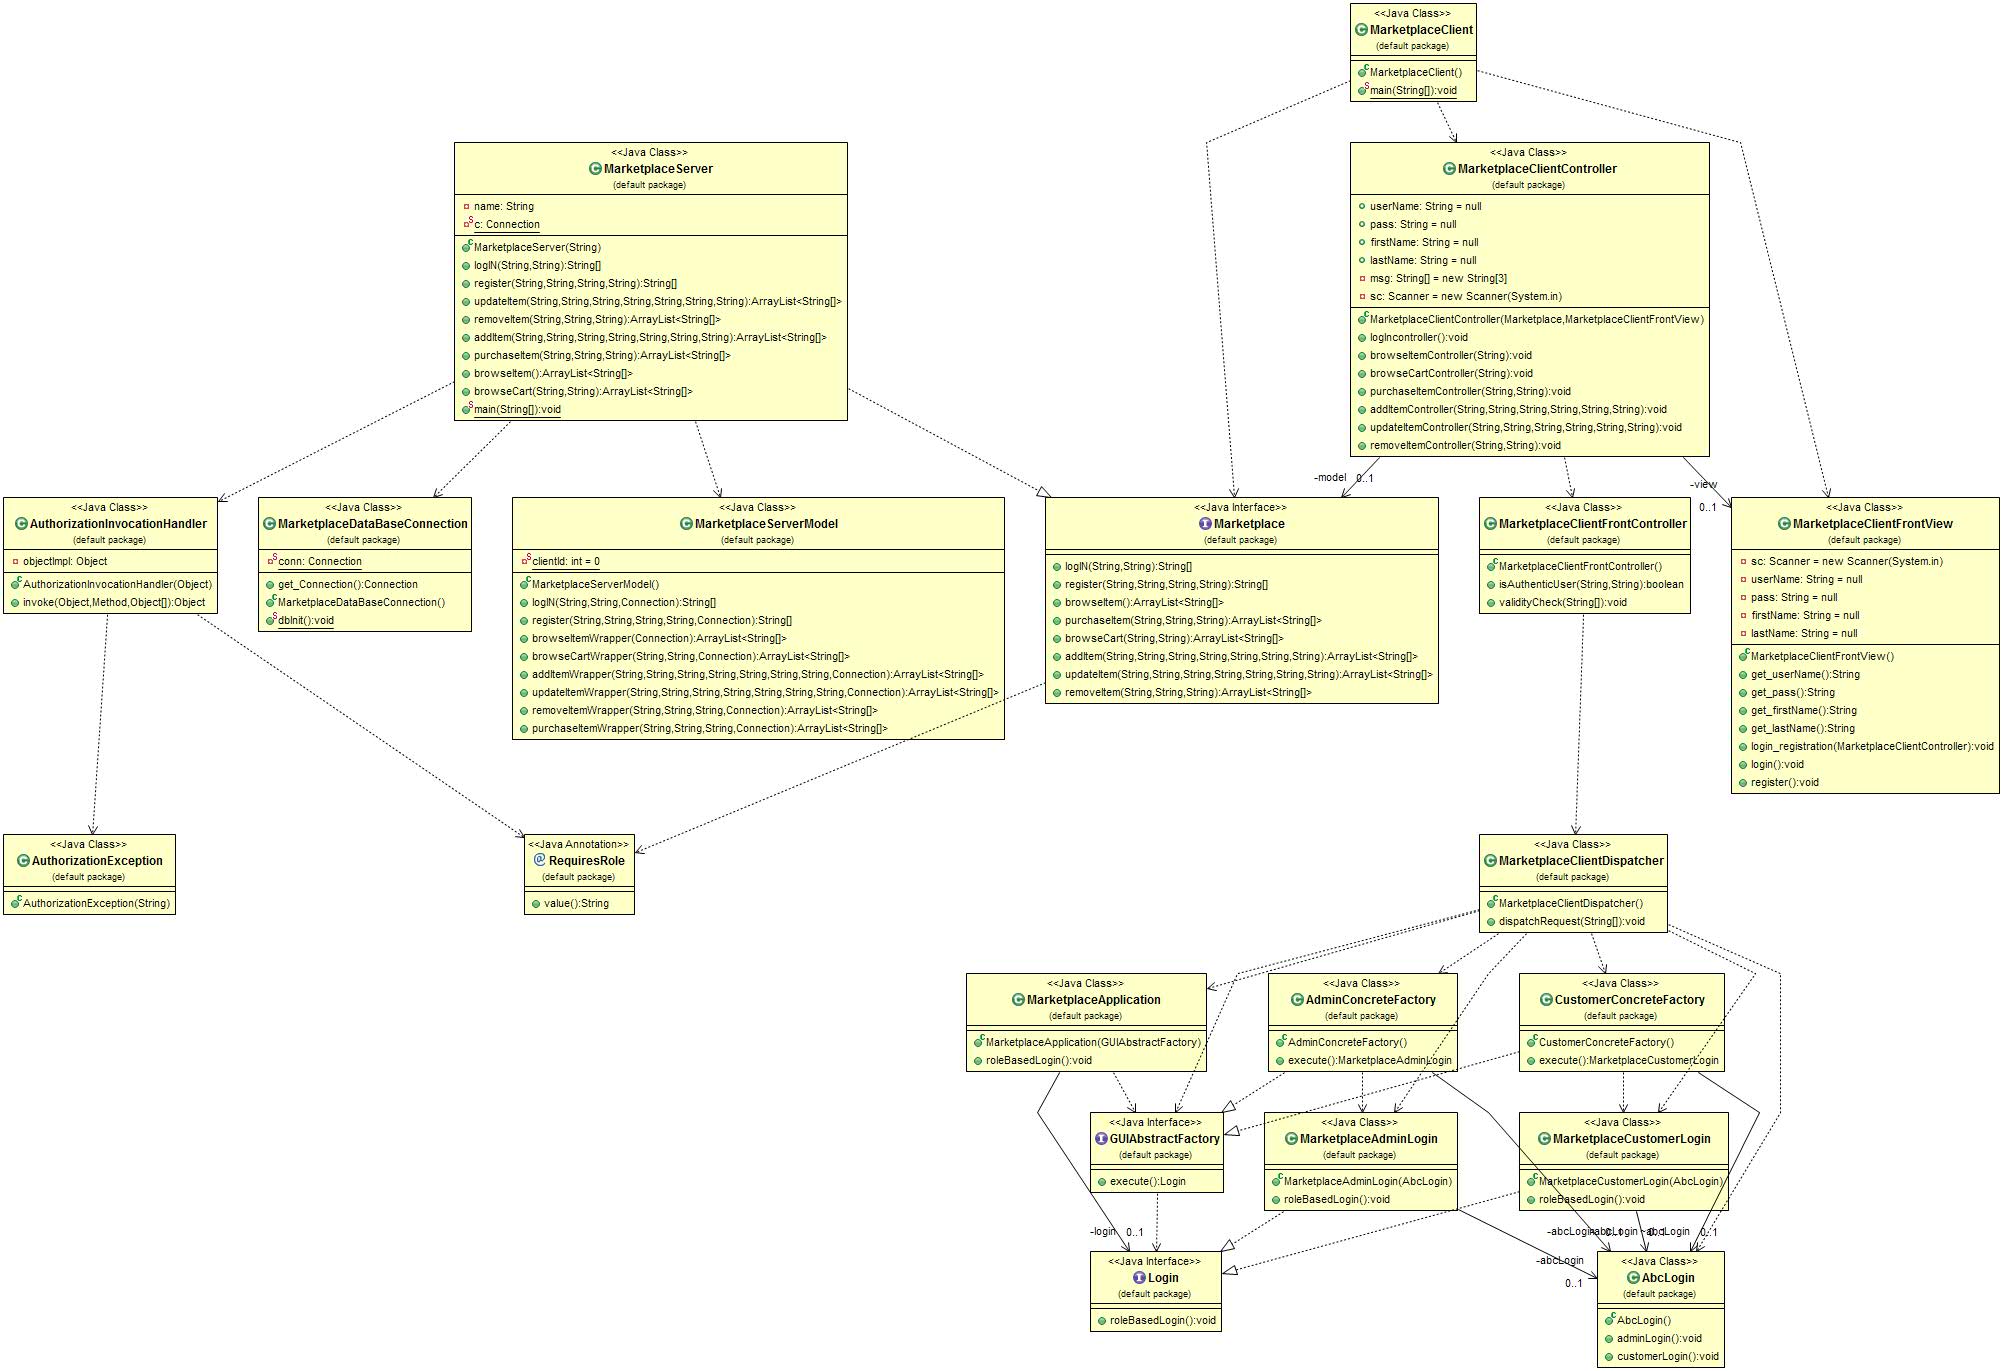 <<Java Class>>
MarketplaceClient
(default package)
MarketplaceClient()
main(String[]):void
<<Java Class>>
MarketplaceServer
(default package)
name: String
c: Connection
MarketplaceServer(String)
logIN(String,String):String[]
register(String,String,String,String):String[]
updateItem(String,String,String,String,String,String,String):ArrayList<String[]>
removeItem(String,String,String):ArrayList<String[]>
addItem(String,String,String,String,String,String,String):ArrayList<String[]>
purchaseItem(String,String,String):ArrayList<String[]>
browseItem():ArrayList<String[]>
browseCart(String,String):ArrayList<String[]>
main(String[]):void
<<Java Class>>
MarketplaceClientController
(default package)
userName: String = null
pass: String = null
firstName: String = null
lastName: String = null
msg: String[] = new String[3]
sc: Scanner = new Scanner(System.in)
MarketplaceClientController(Marketplace,MarketplaceClientFrontView)
logIncontroller():void
browseItemController(String):void
browseCartController(String):void
purchaseItemController(String,String):void
addItemController(String,String,String,String,String,String):void
updateItemController(String,String,String,String,String,String):void
removeItemController(String,String):void
-model 0..1
-view
0..1
<<Java Class>>
AuthorizationInvocationHandler
(default package)
objectImpl: Object
AuthorizationInvocationHandler(Object)
invoke(Object,Method,Object[]):Object
<<Java Class>>
MarketplaceDataBaseConnection
(default package)
conn: Connection
get_Connection():Connection
MarketplaceDataBaseConnection()
dbInit():void
<<Java Class>>
MarketplaceServerModel
(default package)
clientId: int = 0
MarketplaceServerModel()
logIN(String,String,Connection):String[]
register(String,String,String,String,Connection):String[]
browseItemWrapper(Connection):ArrayList<String[]>
browseCartWrapper(String,String,Connection):ArrayList<String[]>
addItemWrapper(String,String,String,String,String,String,String,Connection):ArrayList<String[]>
updateItemWrapper(String,String,String,String,String,String,String,Connection):ArrayList<String[]>
removeItemWrapper(String,String,String,Connection):ArrayList<String[]>
purchaseItemWrapper(String,String,String,Connection):ArrayList<String[]>
<<Java Interface>>
Marketplace
(default package)
logIN(String,String):String[]
register(String,String,String,String):String[]
browseItem():ArrayList<String[]>
purchaseItem(String,String,String):ArrayList<String[]>
browseCart(String,String):ArrayList<String[]>
addItem(String,String,String,String,String,String,String):ArrayList<String[]>
updateItem(String,String,String,String,String,String,String):ArrayList<String[]>
removeItem(String,String,String):ArrayList<String[]>
<<Java Class>>
MarketplaceClientFrontController
(default package)
MarketplaceClientFrontController()
isAuthenticUser(String,String):boolean
validityCheck(String[]):void
<<Java Class>>
MarketplaceClientFrontView
(default package)
sc: Scanner = new Scanner(System.in)
userName: String = null
pass: String = null
firstName: String = null
lastName: String = null
MarketplaceClientFrontView()
get_userName():String
get_pass():String
get_firstName():String
get_lastName():String
login_registration(MarketplaceClientController):void
login():void
register():void
<<Java Class>>
AuthorizationException
(default package)
AuthorizationException(String)
<<Java Annotation>>
RequiresRole
(default package)
value():String
<<Java Class>>
MarketplaceClientDispatcher
(default package)
MarketplaceClientDispatcher()
dispatchRequest(String[]):void
<<Java Class>>
MarketplaceApplication
(default package)
MarketplaceApplication(GUIAbstractFactory)
roleBasedLogin():void
<<Java Class>>
AdminConcreteFactory
(default package)
AdminConcreteFactory()
execute():MarketplaceAdminLogin
<<Java Class>>
CustomerConcreteFactory
(default package)
CustomerConcreteFactory()
execute():MarketplaceCustomerLogin
<<Java Interface>>
GUIAbstractFactory
(default package)
execute():Login
<<Java Class>>
MarketplaceAdminLogin
(default package)
MarketplaceAdminLogin(AbcLogin)
roleBasedLogin():void
<<Java Class>>
MarketplaceCustomerLogin
(default package)
MarketplaceCustomerLogin(AbcLogin)
roleBasedLogin():void
-login 0..1
-abcLogin 0..1
-abcLogin 0..1
~abcLogin 0..1
-abcLogin
0..1
<<Java Interface>>
Login
(default package)
roleBasedLogin():void
<<Java Class>>
AbcLogin
(default package)
AbcLogin()
adminLogin():void
customerLogin():void